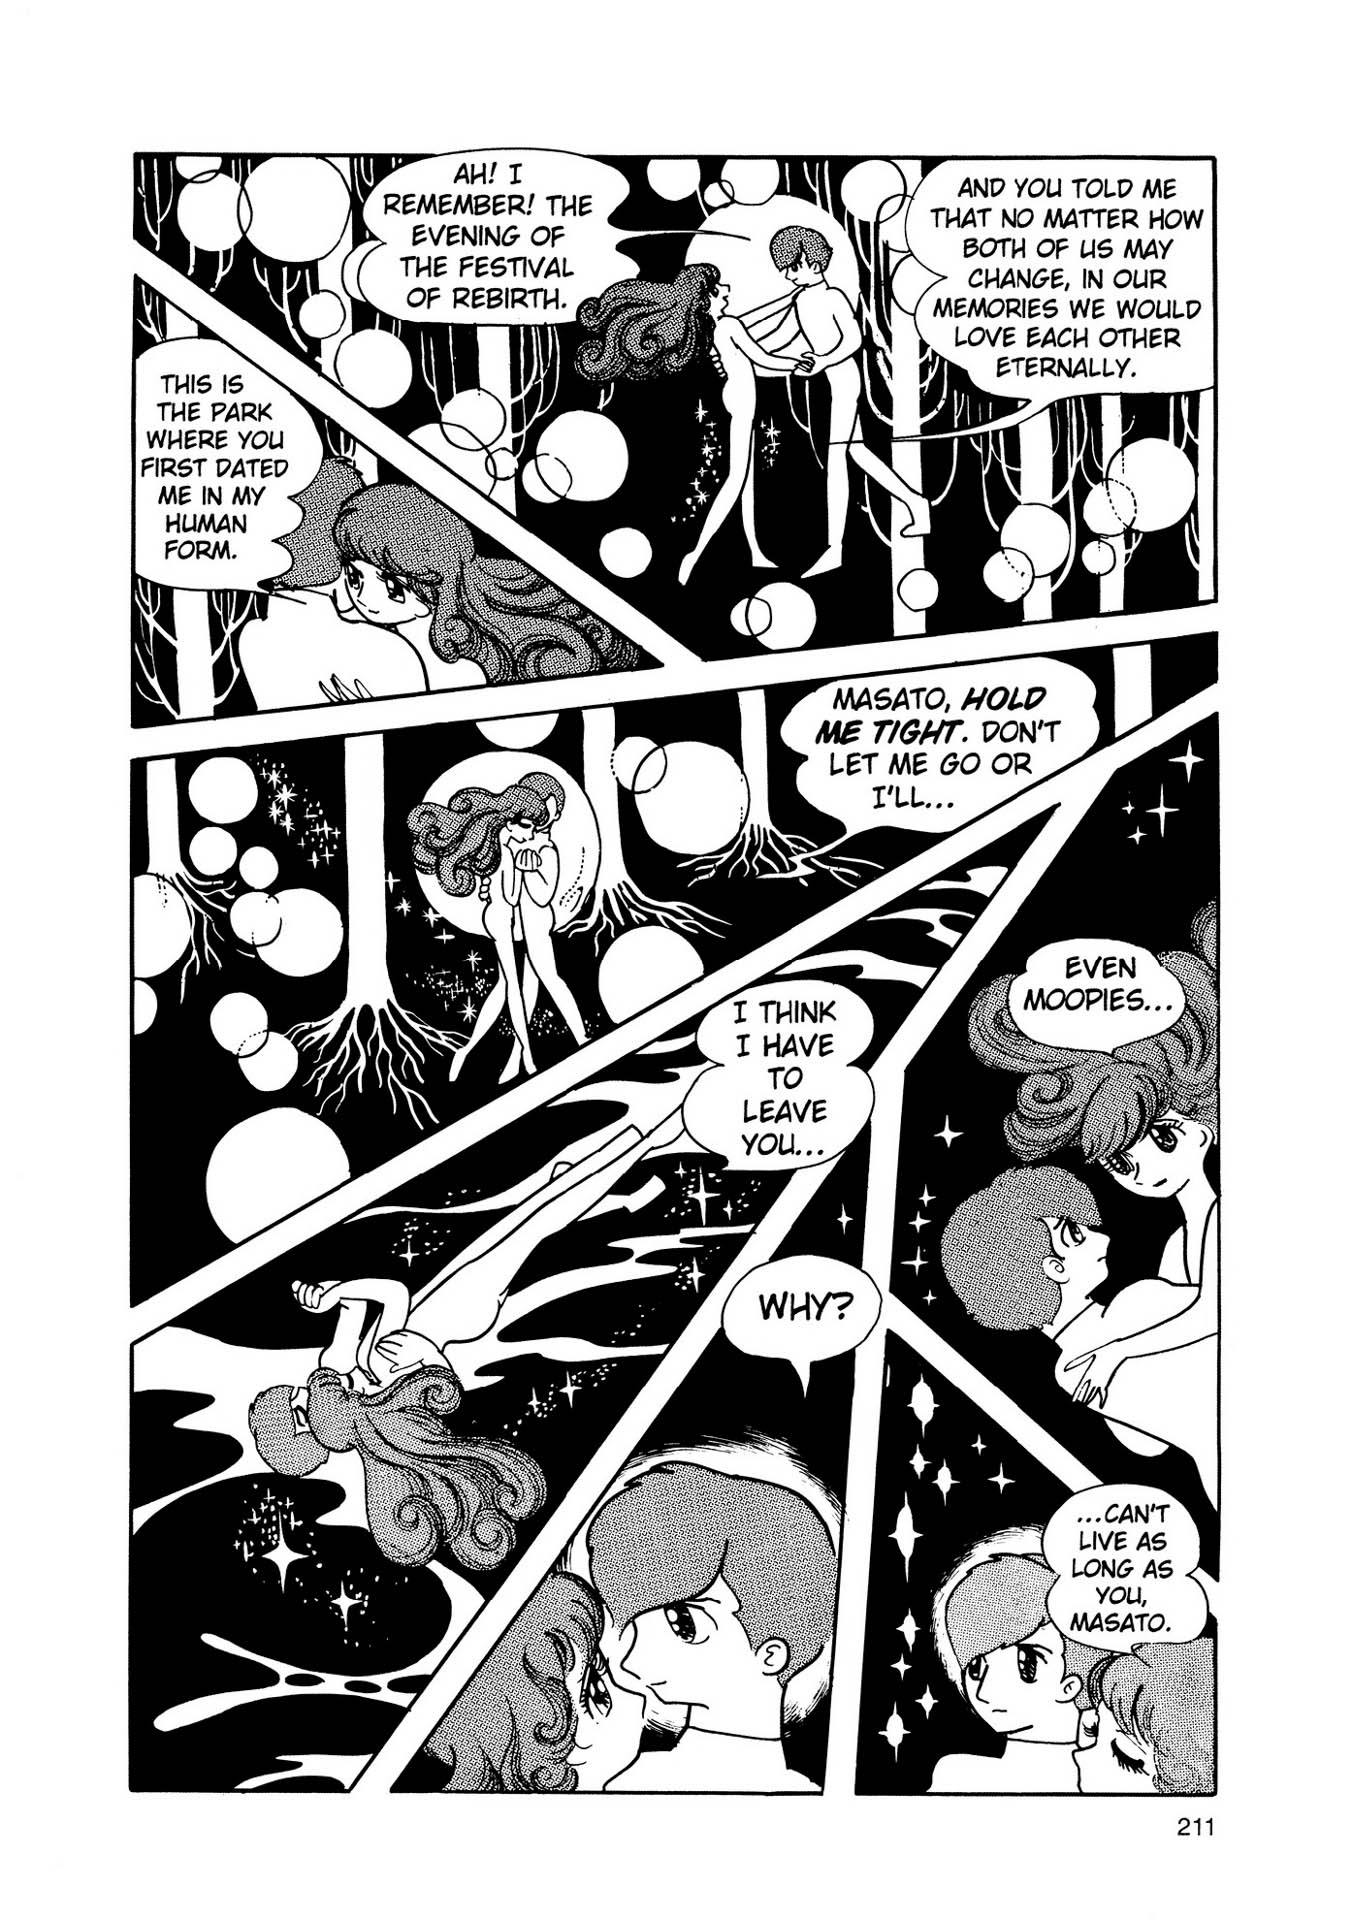 THIS IS
THE PARK
WHERE YOU
FIRST DATED
ME IN MY
HUMAN
FORM.
AH! I
REMEMBER! THE
EVENING OF
THE FESTIVAL
OF REBIRTH.
AND YOU TOLD ME
THAT NO MATTER HOW
BOTH OF US MAY
CHANGE, IN OUR
MEMORIES WE WOULD
LOVE EACH OTHER
ETERNALLY.
MASATO, HOLD
ME TIGHT. DON'T
LET ME GO OR
I'LL...
I THINK
I HAVE
TO
LEAVE
YOU...
WHY?
EVEN
MOOPIES...
...CAN'T
LIVE AS
LONG AS
YOU,
MASATO.
211